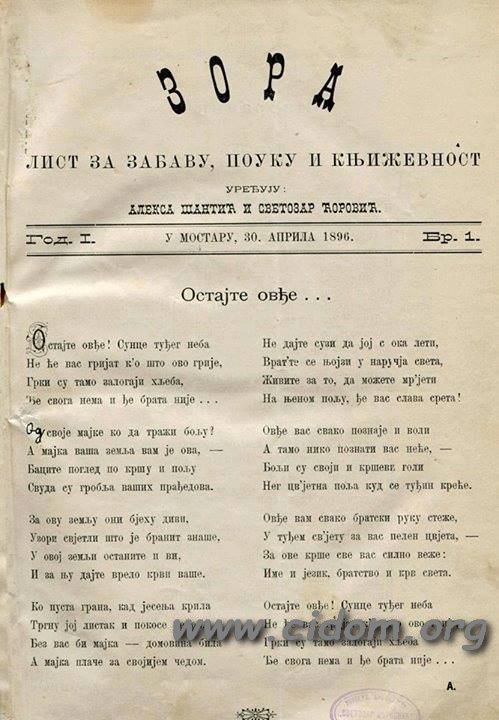 ЗОРА
ЛИСТ ЗА ЗАБАВУ, ПОУКУ И КЊИЖЕВНОСТ
УРЕЂУЈУ:
АЛЕКСА ШАНТИЋ И СВЕТОЗАР ЋОРОВИЋ.
Год. I.
У МОСТАРУ, 30. АПРИЛА 1896.
Бр. 1.
Остајте овђе . . .
Остајте овђе! Сунце туђег неба
Не ће вас гријат к'о што ово грије,
Грки су тамо залогаји хљеба,
Ђе свога нема и ђе брата није . . .
Од своје мајке ко да тражи бољу?
А мајка ваша земља вам је ова, —
Баците поглед по кршу и пољу
Свуда су гробља ваших прађедова.
За ову земљу они бјеху диви,
Узори свјетли што је бранит знаше,
У овој земљи останите и ви,
И за њу дајте врело крви ваше.
Ко пуста грана, кад јесења крила
Тргну јој листак и покосе
Без вас би мајка — домовина била
А мајка плаче за својијем чедом.
Не дајте сузи да јој с ока лети,
Врат'те се њојзи у наручја света,
Живите за то, да можете мр'јети
На њеном пољу, ђе вас слава срета!
Овђе вас свако познаје и воли
А тамо нико познати вас неће, —
Бољи су своји и кршеви голи
Нег цв'јетна поља куд се туђин креће.
Овђе вам свако братски руку стеже,
У туђем св'јету за вас пелен цвјета, —
За ове крше све вас силно веже:
Име и језик, братство и крв света.
Остајте овђе! Сунце туђег неба
Не ће вас гријат к'о што ово
Грки су тамо залогаји хљеба
Ђе свога нема и ђе брата није . . .
А.
www.cidom.org